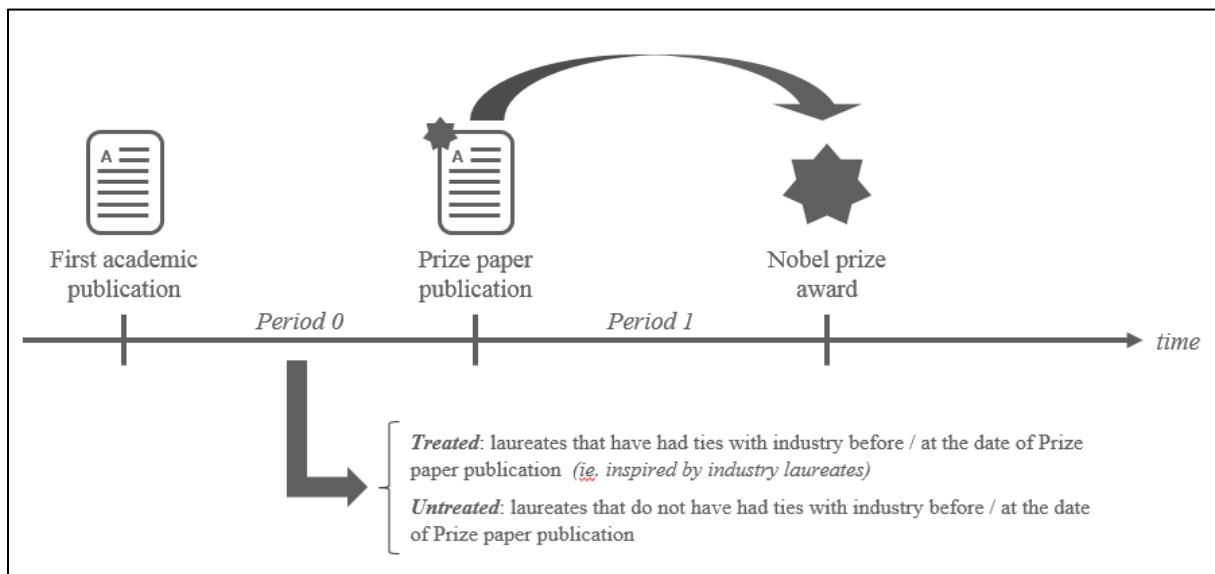 A
A
First academic
publication
Prize paper
publication
Nobel prize
award
Period 0
Period 1
time
Treated: laureates that have had ties with industry before / at the date of Prize
paper publication (ie. inspired by industry laureates)
Untreated: laureates that do not have had ties with industry before / at the date
of Prize paper publication